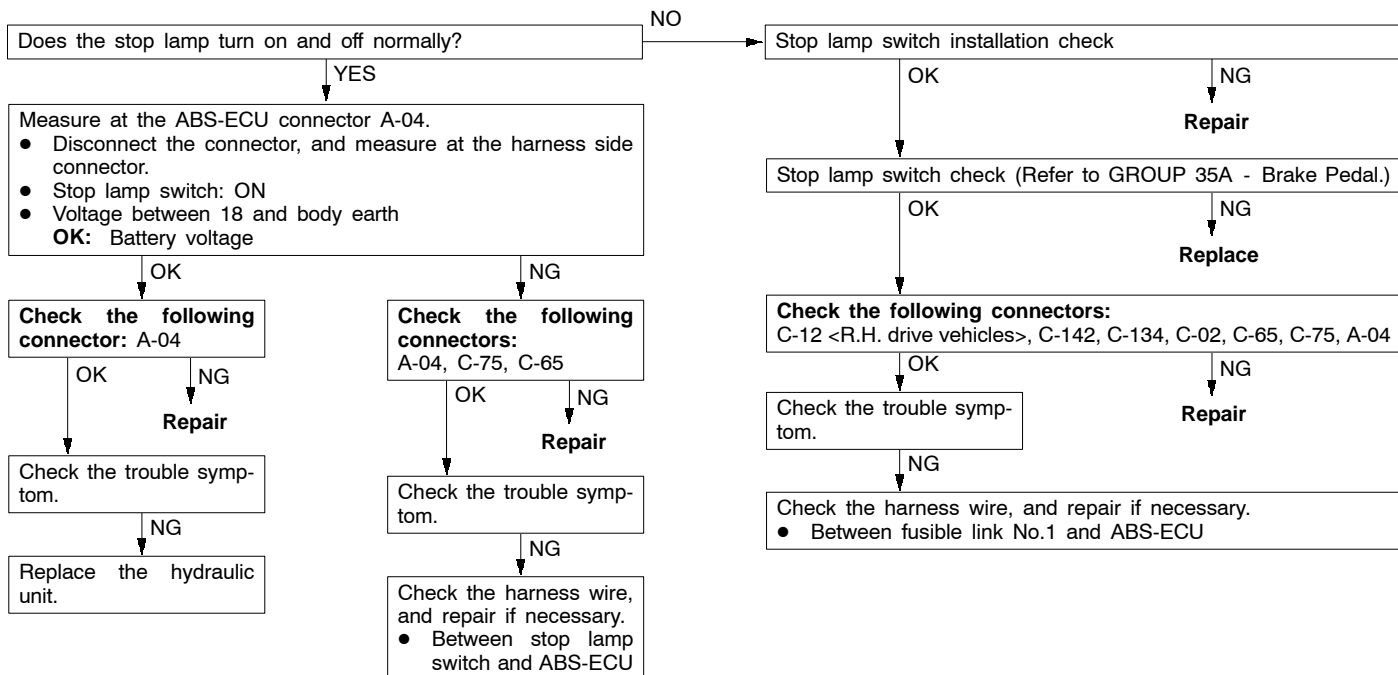 Does the stop lamp turn on and off normally?
NO
YES
Measure at the ABS-ECU connector A-04.
● Disconnect the connector, and measure at the harness side
connector.
● Stop lamp switch: ON
● Voltage between 18 and body earth
OK: Battery voltage
OK
NG
Check the following
connector: A-04
OK
NG
Repair
Check the trouble symp-
tom.
NG
Replace the hydraulic
unit.
Check the following
connectors:
A-04, C-75, C-65
OK
NG
Repair
Check the trouble symp-
tom.
NG
Check the harness wire,
and repair if necessary.
● Between stop lamp
switch and ABS-ECU
Stop lamp switch installation check
OK
NG
Repair
Stop lamp switch check (Refer to GROUP 35A - Brake Pedal.)
OK
NG
Replace
Check the following connectors:
C-12 <R.H. drive vehicles>, C-142, C-134, C-02, C-65, C-75, A-04
OK
NG
Repair
Check the trouble symp-
tom.
NG
Check the harness wire, and repair if necessary.
● Between fusible link No.1 and ABS-ECU